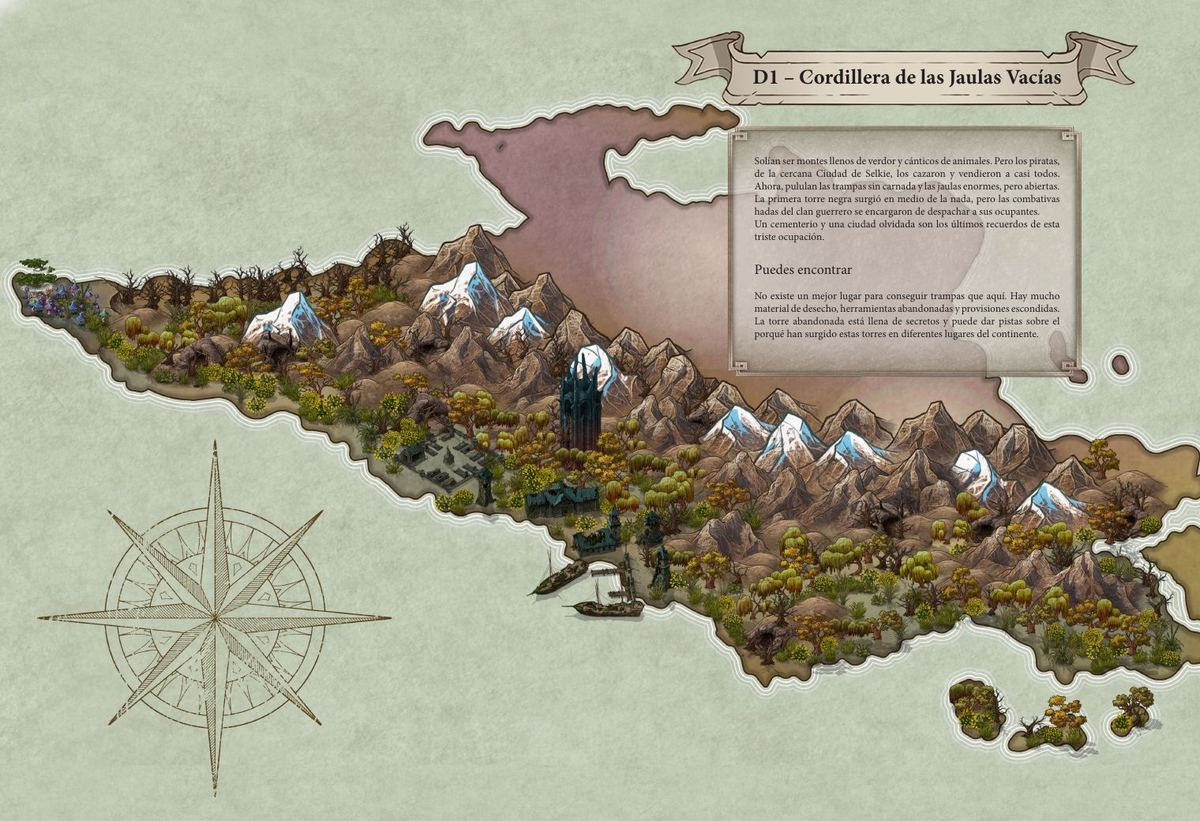 D1 – Cordillera de las Jaulas Vacías
Solían ser montes llenos de verdor y cánticos de animales. Pero los piratas,
de la cercana Ciudad de Selkie, los cazaron y vendieron a casi todos.
Ahora, pululan las trampas sin carnada y las jaulas enormes, pero abiertas.
La primera torre negra surgió en medio de la nada, pero las combativas
hadas del clan guerrero se encargaron de despachar a sus ocupantes.
Un cementerio y una ciudad olvidada son los últimos recuerdos de esta
triste ocupación.
Puedes encontrar
No existe un mejor lugar para conseguir trampas que aquí. Hay mucho
material de desecho, herramientas abandonadas y provisiones escondidas.
La torre abandonada está llena de secretos y puede dar pistas sobre el
porqué han surgido estas torres en diferentes lugares del continente.